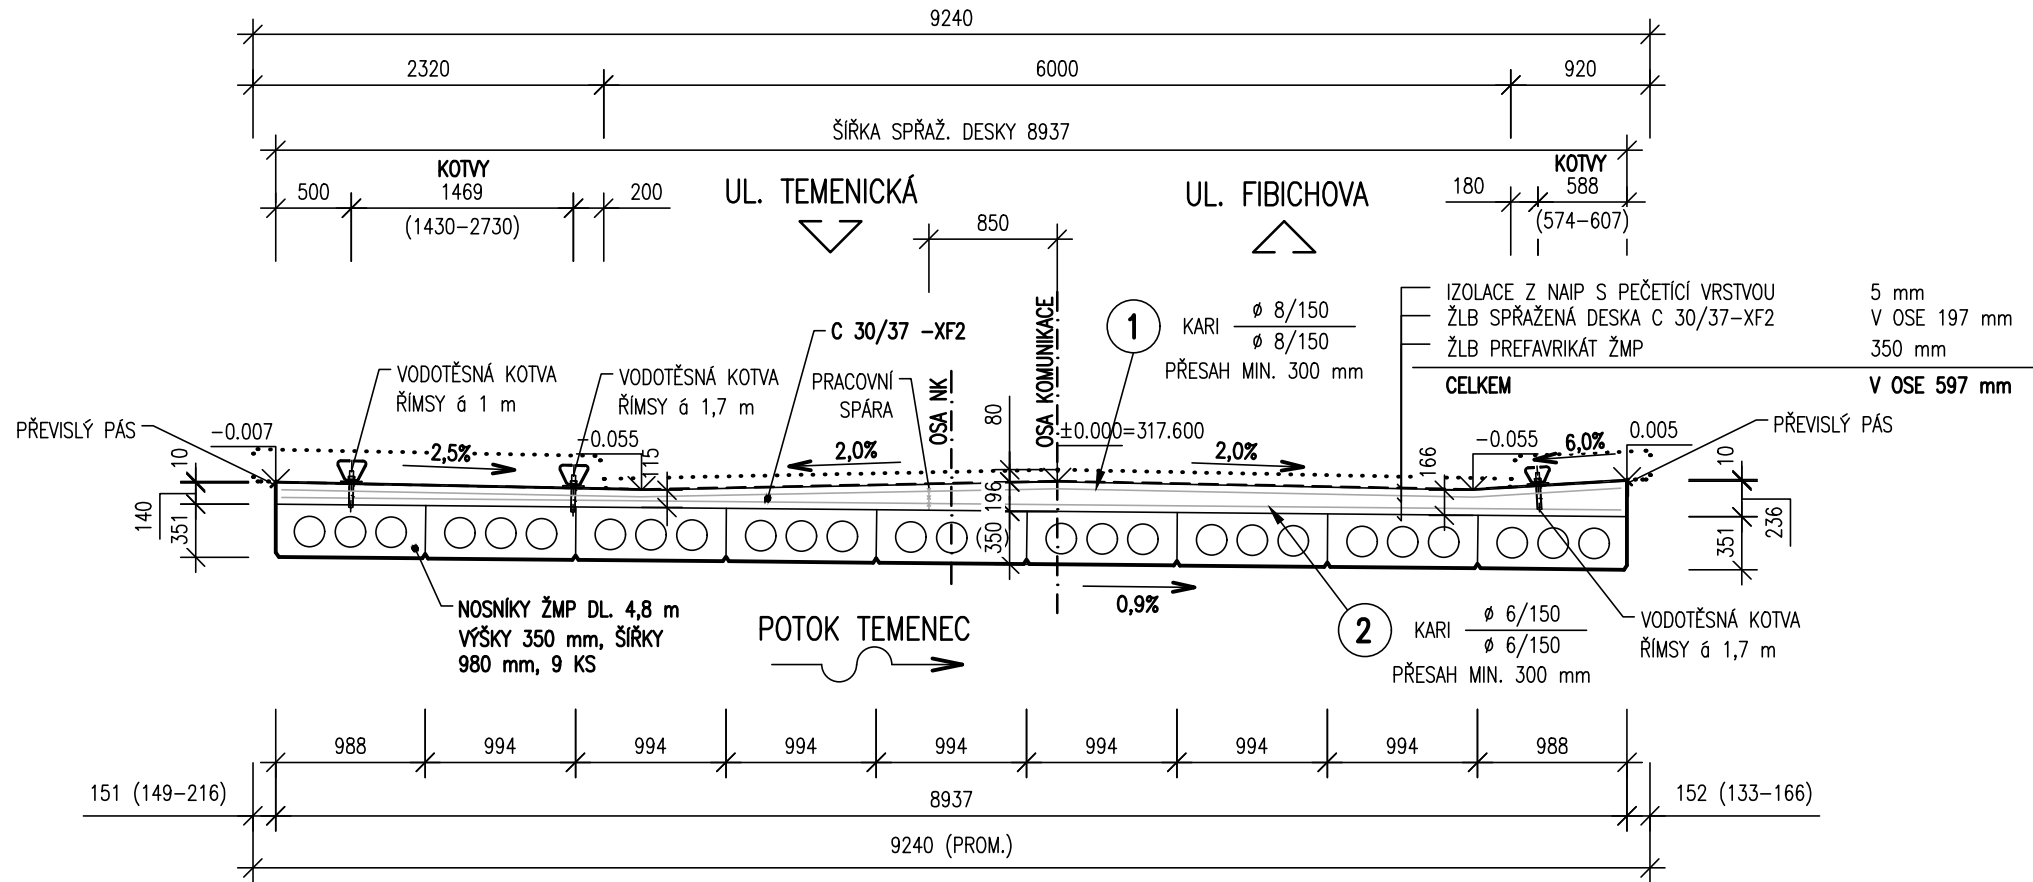 9240
2320
6000
920
ŠÍŘKA SPŘAŽ. DESKY 8937
KOTVY
500
1469
200
(1430-2730)
UL. TEMENICKÁ
UL. FIBICHOVA
850
KOTVY
180
588
(574-607)
IZOLACE Z NAIP S PEČETÍCÍ VRSTVOU 5 mm
ŽLB SPŘAŽENÁ DESKA C 30/37-XF2 V OSE 197 mm
ŽLB PREFAVRIKÁT ŽMP 350 mm
CELKEM V OSE 597 mm
C 30/37 -XF2
OSA KOMUNIKACE
OSA NK
1
KARI
ø 8/150
ø 8/150
PŘESAH MIN. 300 mm
VODOTĚSNÁ KOTVA
ŘÍMSY á 1 m
VODOTĚSNÁ KOTVA
ŘÍMSY á 1,7 m
PRACOVNÍ
SPÁRA
80
PŘEVISLÝ PÁS
-0.007
2,5%
-0.055
2,0%
±0.000=317.600
2,0%
-0.055
6,0%
0.005
PŘEVISLÝ PÁS
10
140
351
115
196
350
166
10
236
351
0,9%
NOSNÍKY ŽMP DL. 4,8 m
VÝŠKY 350 mm, ŠÍŘKY
980 mm, 9 KS
POTOK TEMENEC
2
KARI
ø 6/150
ø 6/150
PŘESAH MIN. 300 mm
VODOTĚSNÁ KOTVA
ŘÍMSY á 1,7 m
988
994
994
994
994
994
994
994
988
151 (149-216)
8937
152 (133-166)
9240 (PROM.)